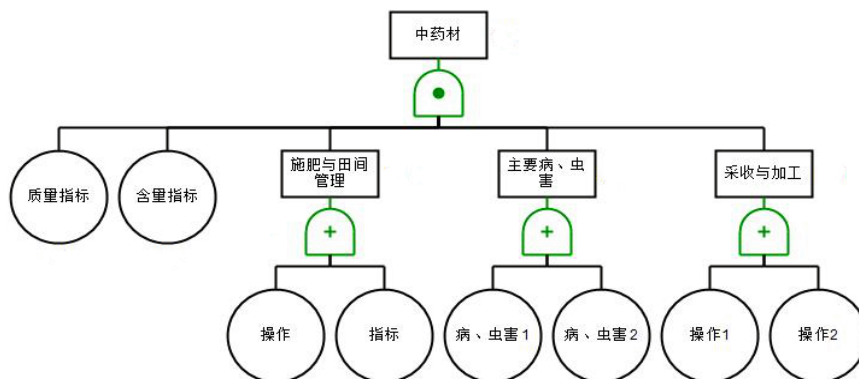 中药材
施肥与田间
管理
主要病、虫
害
采收与加工
质量指标
含量指标
+
+
+
操作
指标
病、虫害1
病、虫害2
操作1
操作2